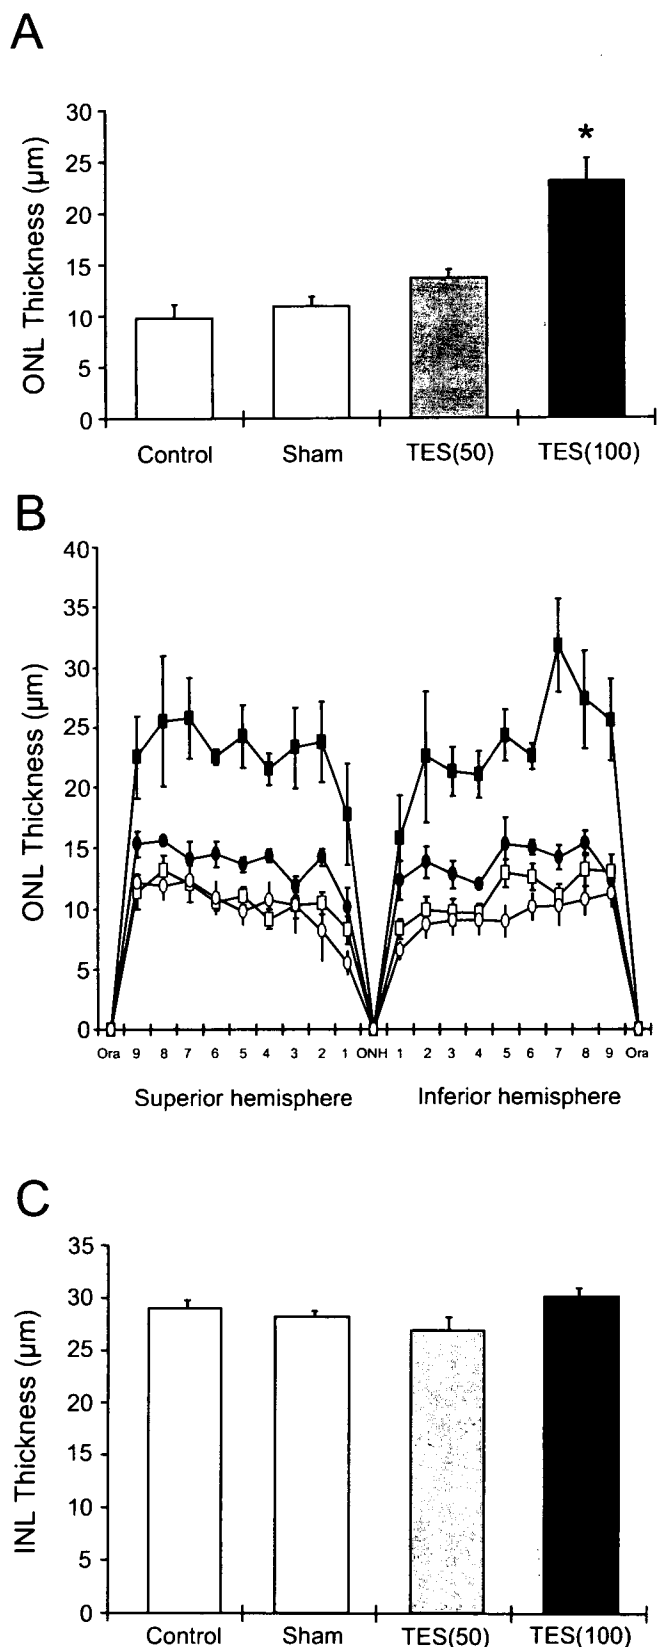 A
ONL Thickness (µm)
30
25
20
15
10
5
0
*
Control Sham TES(50) TES(100)
B
ONL Thickness (µm)
40
35
30
25
20
15
10
5
0
Ora 9 8 7 6 5 4 3 2 1 ONH 1 2 3 4 5 6 7 8 9 Ora
Superior hemisphere Inferior hemisphere
C
INL Thickness (µm)
35
30
25
20
15
10
5
0
Control Sham TES(50) TES(100)